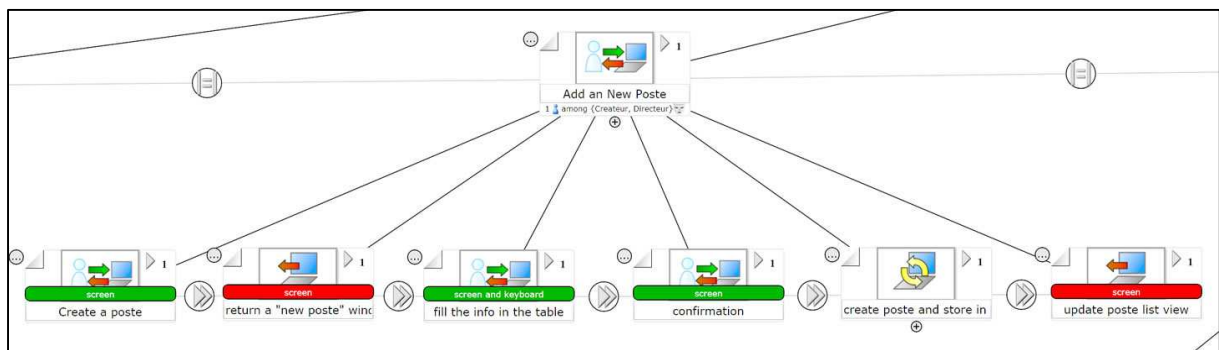 1
Add an New Poste
1 among {Createur, Directeur}
1
screen
Create a poste
1
screen
return a "new poste" wind
1
screen and keyboard
fill the info in the table
1
screen
confirmation
1
create poste and store in
1
screen
update poste list view